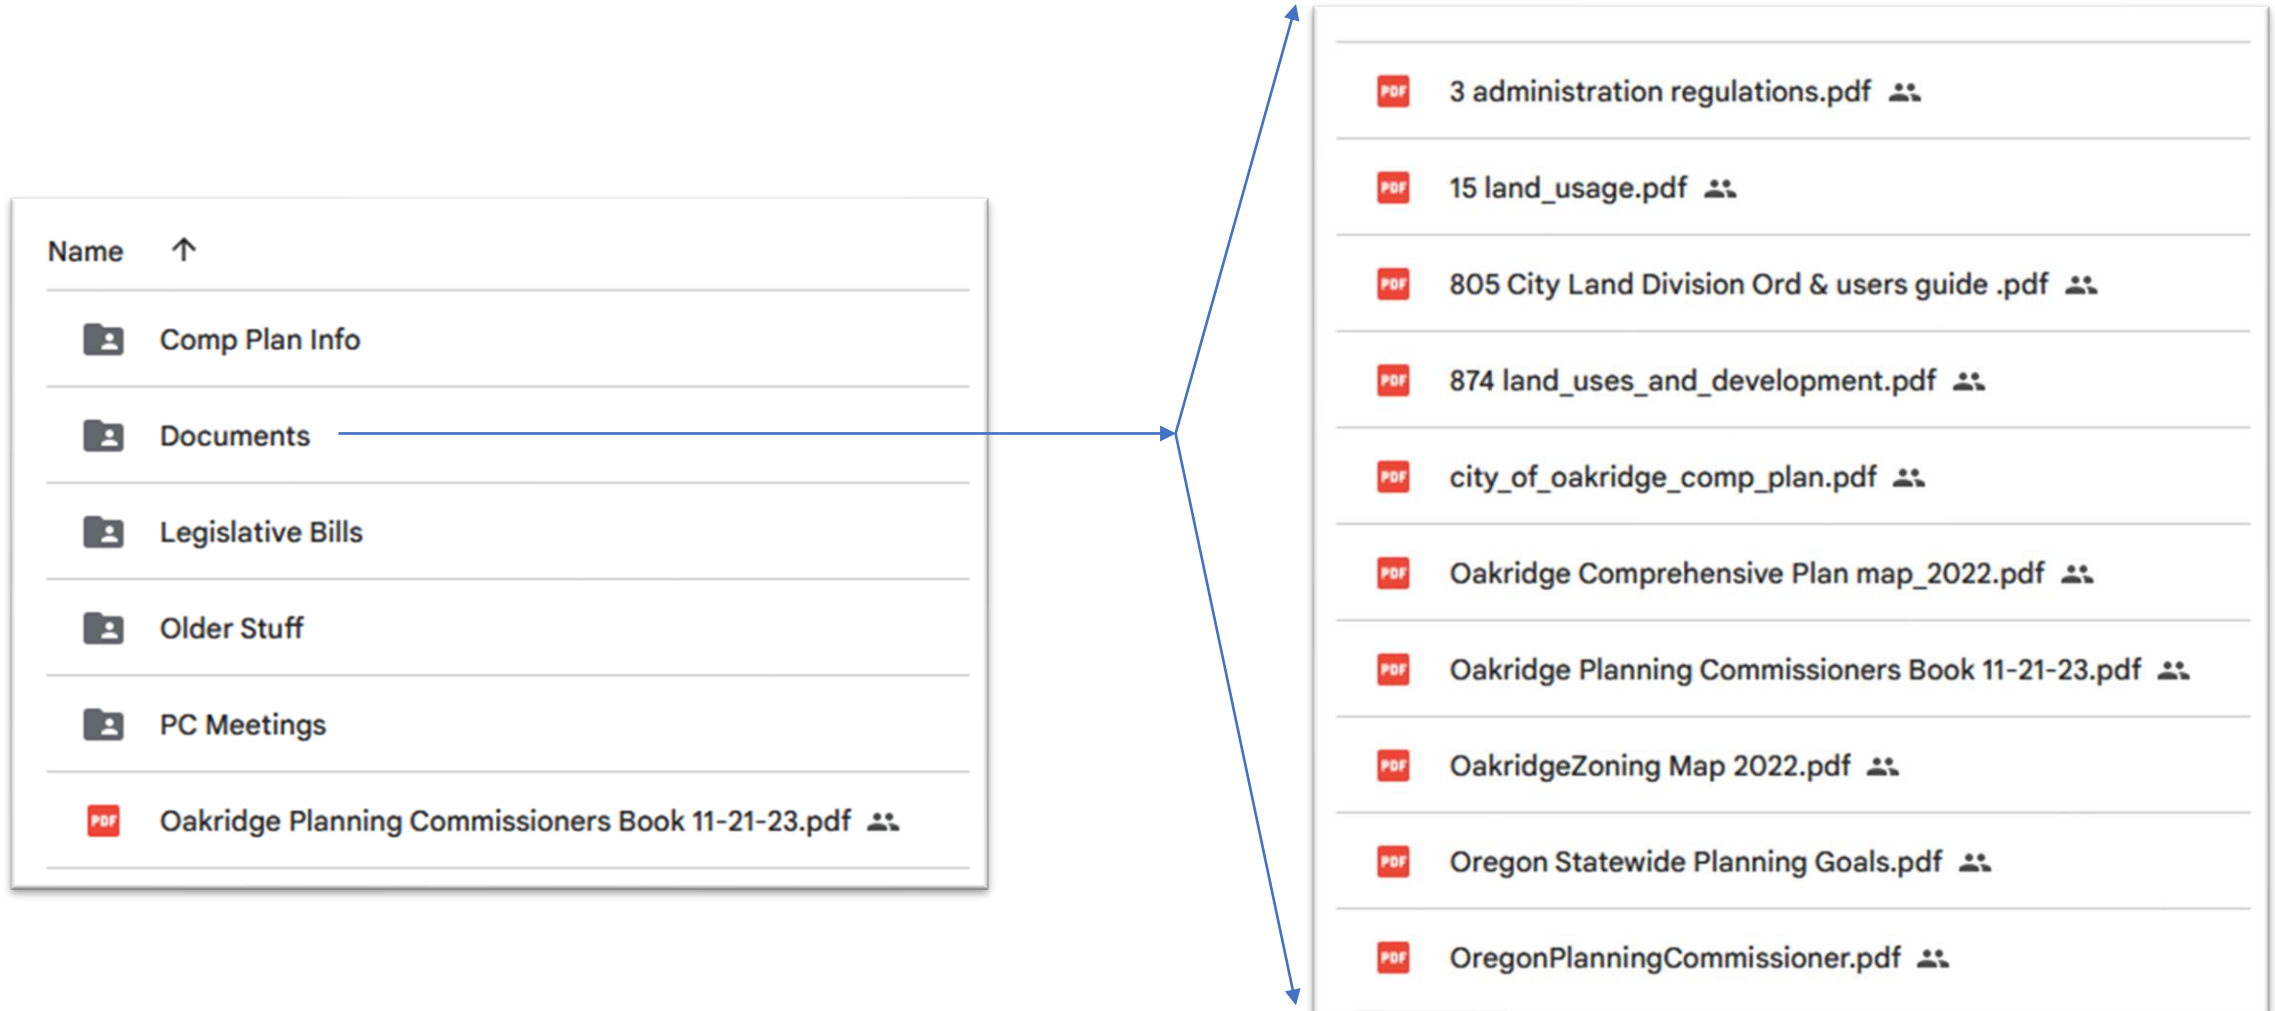 Name ↑
Comp Plan Info
Documents
Legislative Bills
Older Stuff
PC Meetings
PDF Oakridge Planning Commissioners Book 11-21-23.pdf
PDF 3 administration regulations.pdf
PDF 15 land_usage.pdf
PDF 805 City Land Division Ord & users guide .pdf
PDF 874 land_uses_and_development.pdf
PDF city_of_oakridge_comp_plan.pdf
PDF Oakridge Comprehensive Plan map_2022.pdf
PDF Oakridge Planning Commissioners Book 11-21-23.pdf
PDF OakridgeZoning Map 2022.pdf
PDF Oregon Statewide Planning Goals.pdf
PDF OregonPlanningCommissioner.pdf